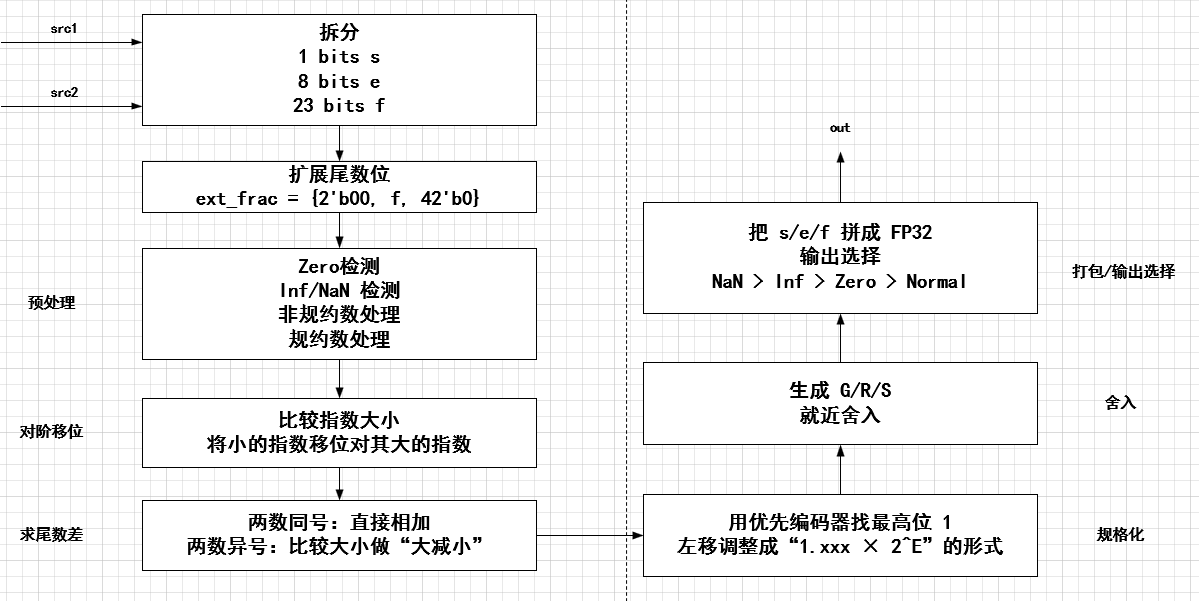 src1
src2
拆分
1 bits s
8 bits e
23 bits f
扩展尾数位
ext_frac = {2'b00, f, 42'b0}
预处理
Zero检测
Inf/NaN 检测
非规约数处理
规约数处理
对阶移位
比较指数大小
将小的指数移位对其大的指数
求尾数差
两数同号：直接相加
两数异号：比较大小做“大减小”
out
把 s/e/f 拼成 FP32
输出选择
NaN > Inf > Zero > Normal
打包/输出选择
生成 G/R/S
就近舍入
舍入
用优先编码器找最高位 1
左移调整成“1.xxx × 2^E”的形式
规格化